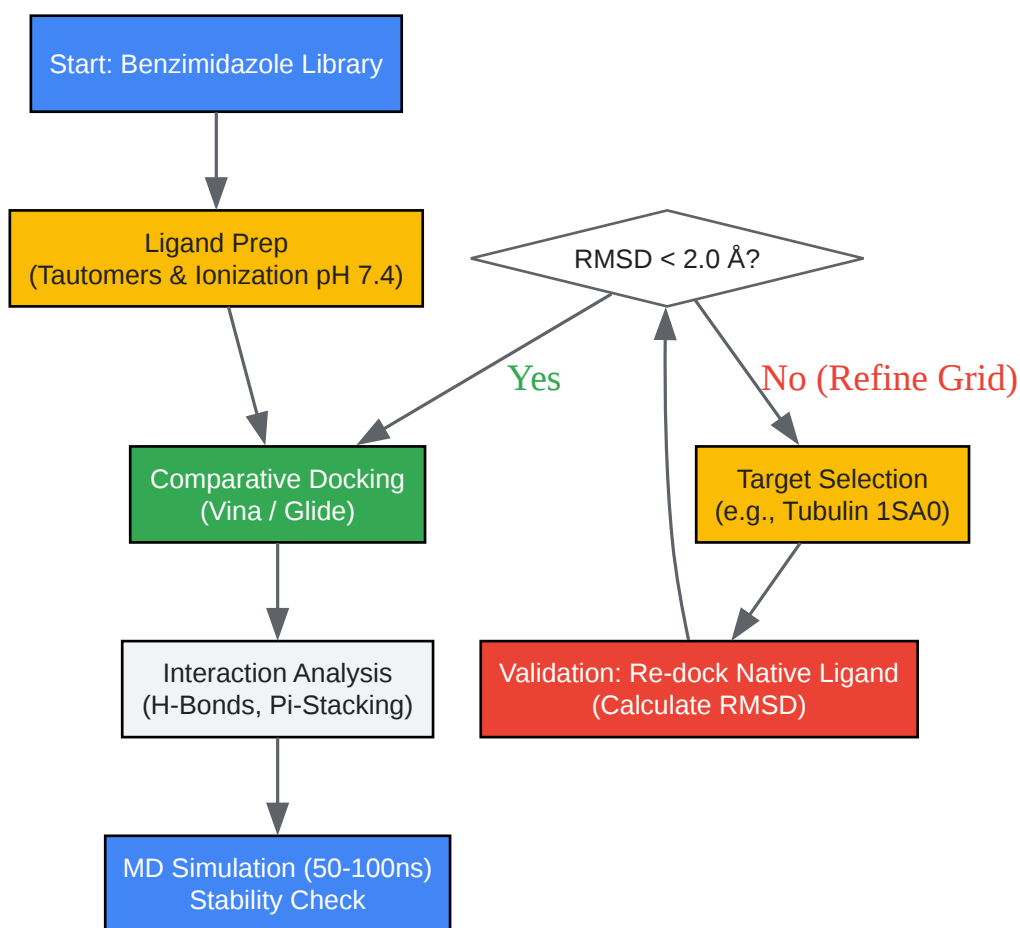 Start: Benzimidazole Library
Ligand Prep
(Tautomers & Ionization pH 7.4)
RMSD < 2.0 Å?
Yes
No (Refine Grid)
Comparative Docking
(Vina / Glide)
Target Selection
(e.g., Tubulin 1SA0)
Interaction Analysis
(H-Bonds, Pi-Stacking)
Validation: Re-dock Native Ligand
(Calculate RMSD)
MD Simulation (50-100ns)
Stability Check